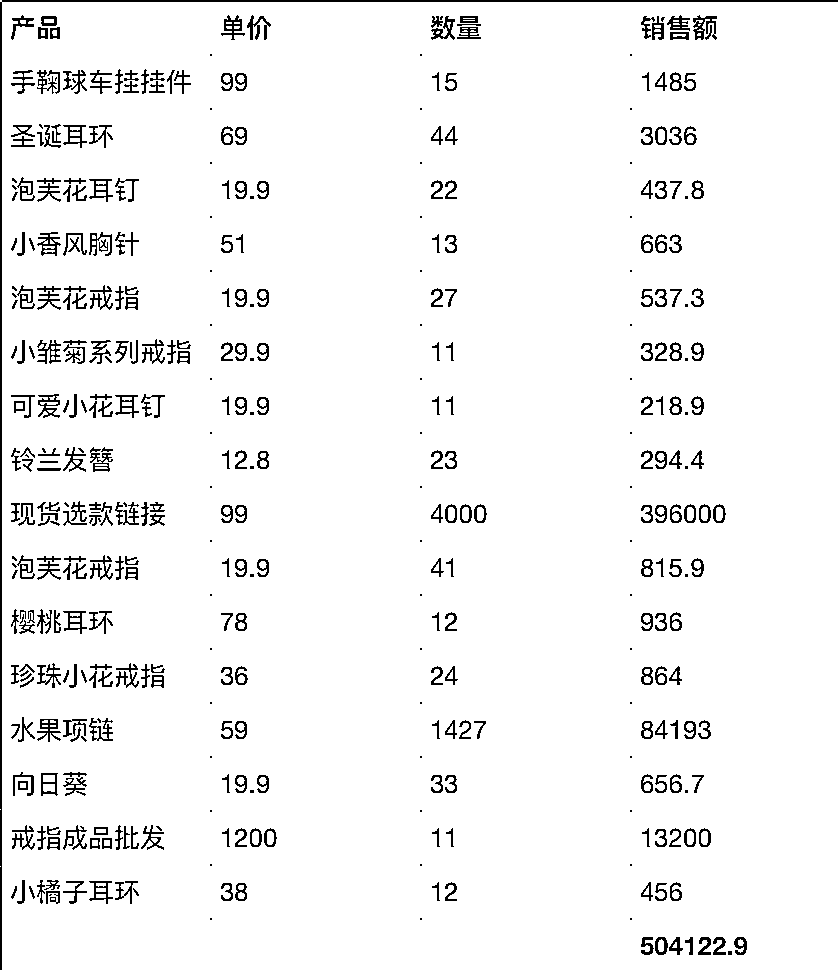 产品 单价 数量 销售额
手鞠球车挂挂件 99 15 1485
圣诞耳环 69 44 3036
泡芙花耳钉 19.9 22 437.8
小香风胸针 51 13 663
泡芙花戒指 19.9 27 537.3
小雏菊系列戒指 29.9 11 328.9
可爱小花耳钉 19.9 11 218.9
铃兰发簪 12.8 23 294.4
现货选款链接 99 4000 396000
泡芙花戒指 19.9 41 815.9
樱桃耳环 78 12 936
珍珠小花戒指 36 24 864
水果项链 59 1427 84193
向日葵 19.9 33 656.7
戒指成品批发 1200 11 13200
小橘子耳环 38 12 456
504122.9